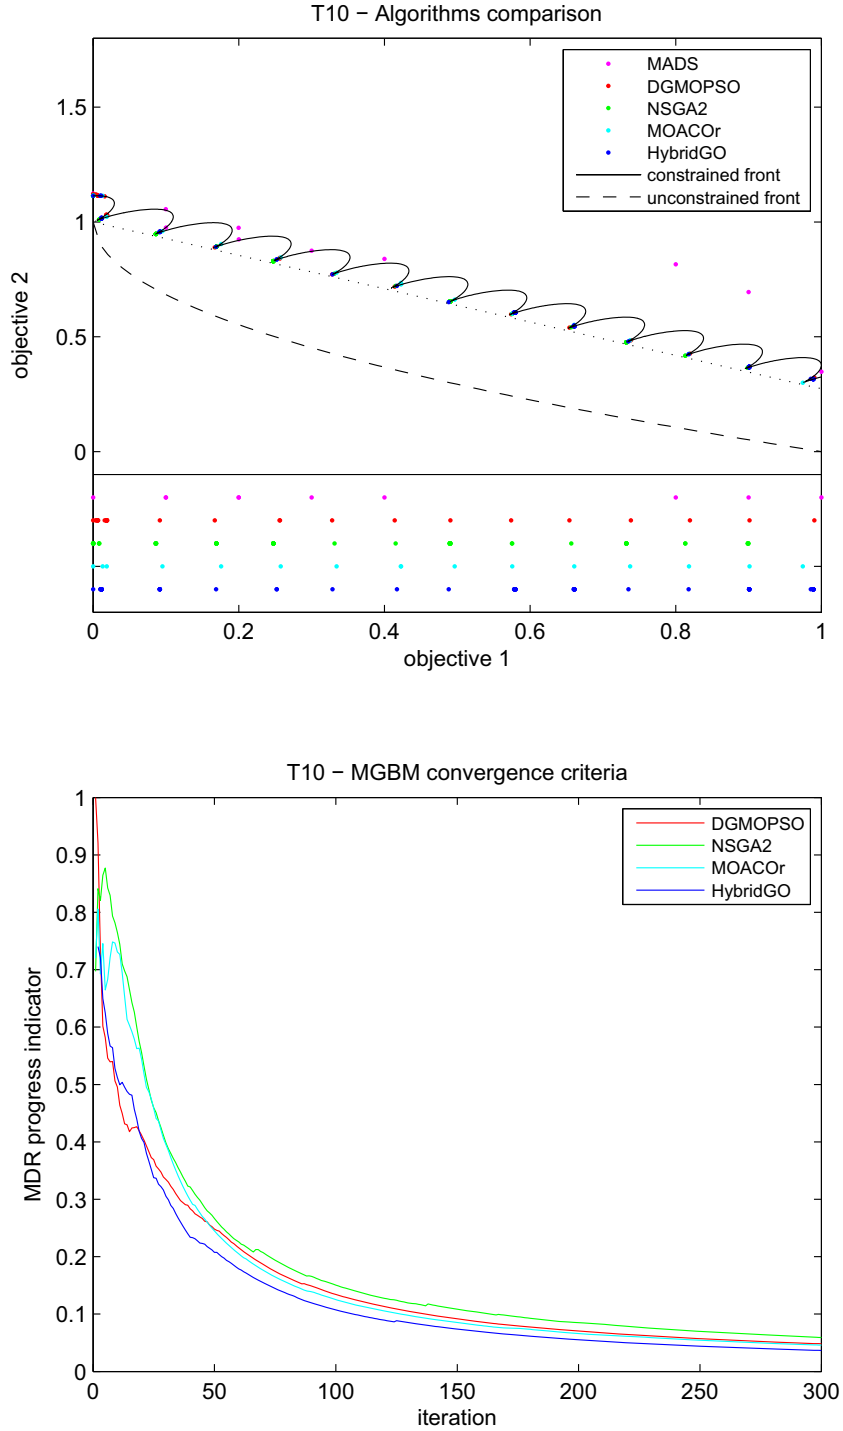 T10 − Algorithms comparison
MADS
DGMOPSO
NSGA2
MOACOr
HybridGO
constrained front
unconstrained front
1.5
1
0.5
0
objective 2
0 0.2 0.4 0.6 0.8 1
objective 1
T10 − MGBM convergence criteria
DGMOPSO
NSGA2
MOACOr
HybridGO
1
0.9
0.8
0.7
0.6
0.5
0.4
0.3
0.2
0.1
0
MDR progress indicator
0 50 100 150 200 250 300
iteration